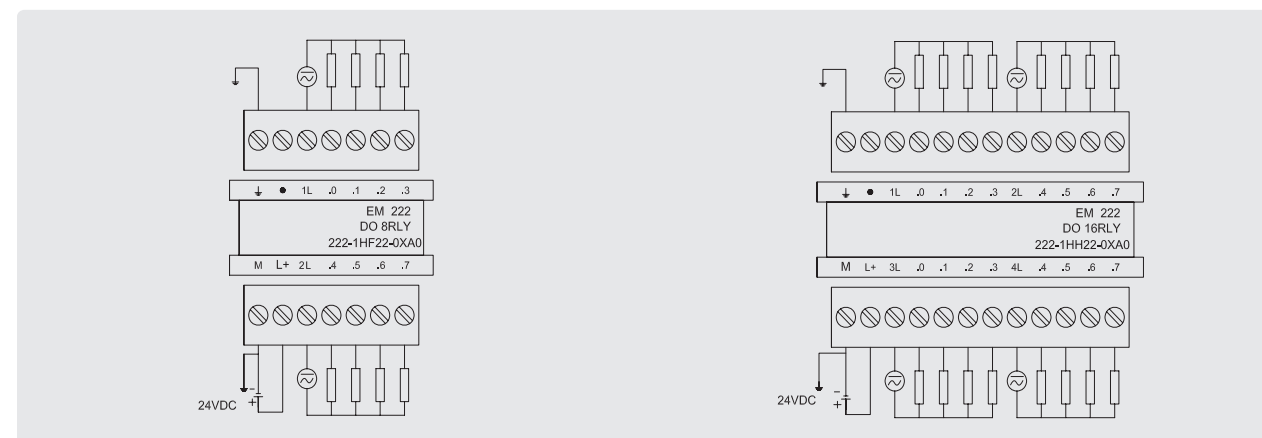 1L .0 .1 .2 .3
EM 222
DO 8RLY
222-1HF22-0XA0
M L+ 2L .4 .5 .6 .7
-
+
24VDC
1L .0 .1 .2 .3 2L .4 .5 .6 .7
EM 222
DO 16RLY
222-1HH22-0XA0
M L+ 3L .0 .1 .2 .3 4L .4 .5 .6 .7
-
+
24VDC